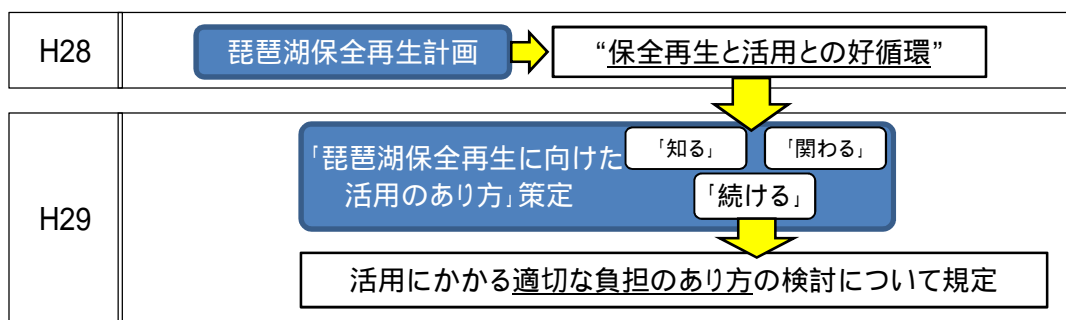 H28
琵琶湖保全再生計画
“保全再生と活用との好循環”
H29
「琵琶湖保全再生に向けた
活用のあり方」策定
「知る」
「関わる」
「続ける」
活用にかかる適切な負担のあり方の検討について規定